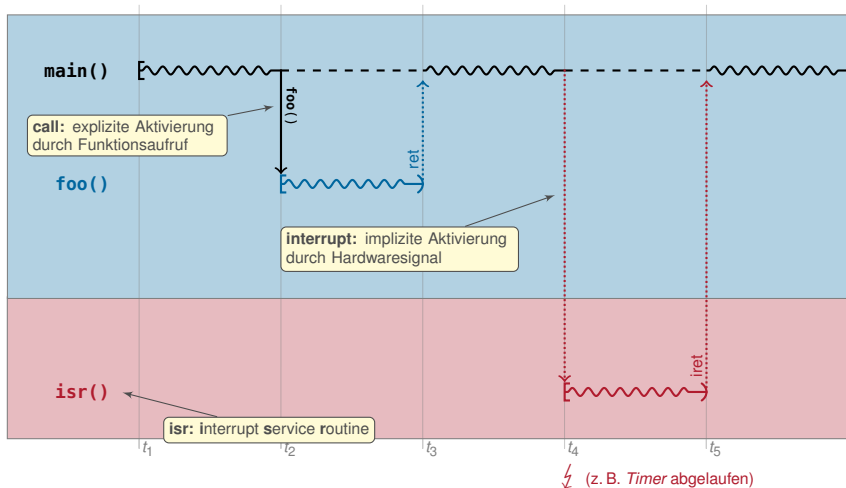 main()
foo()
call: explizite Aktivierung
durch Funktionsaufruf
ret
foo()
interrupt: implizite Aktivierung
durch Hardwaresignal
iret
isr()
isr: interrupt service routine
t1 t2 t3 t4 t5
(z. B. Timer abgelaufen)